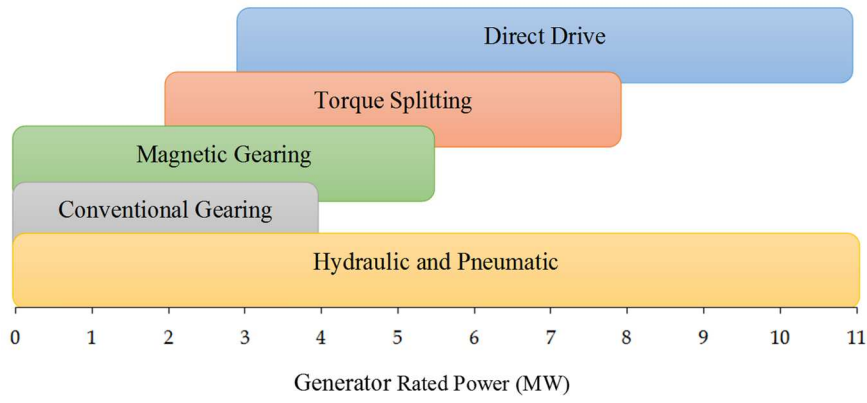 Direct Drive
Torque Splitting
Magnetic Gearing
Conventional Gearing
Hydraulic and Pneumatic
0 1 2 3 4 5 6 7 8 9 10 11
Generator Rated Power (MW)